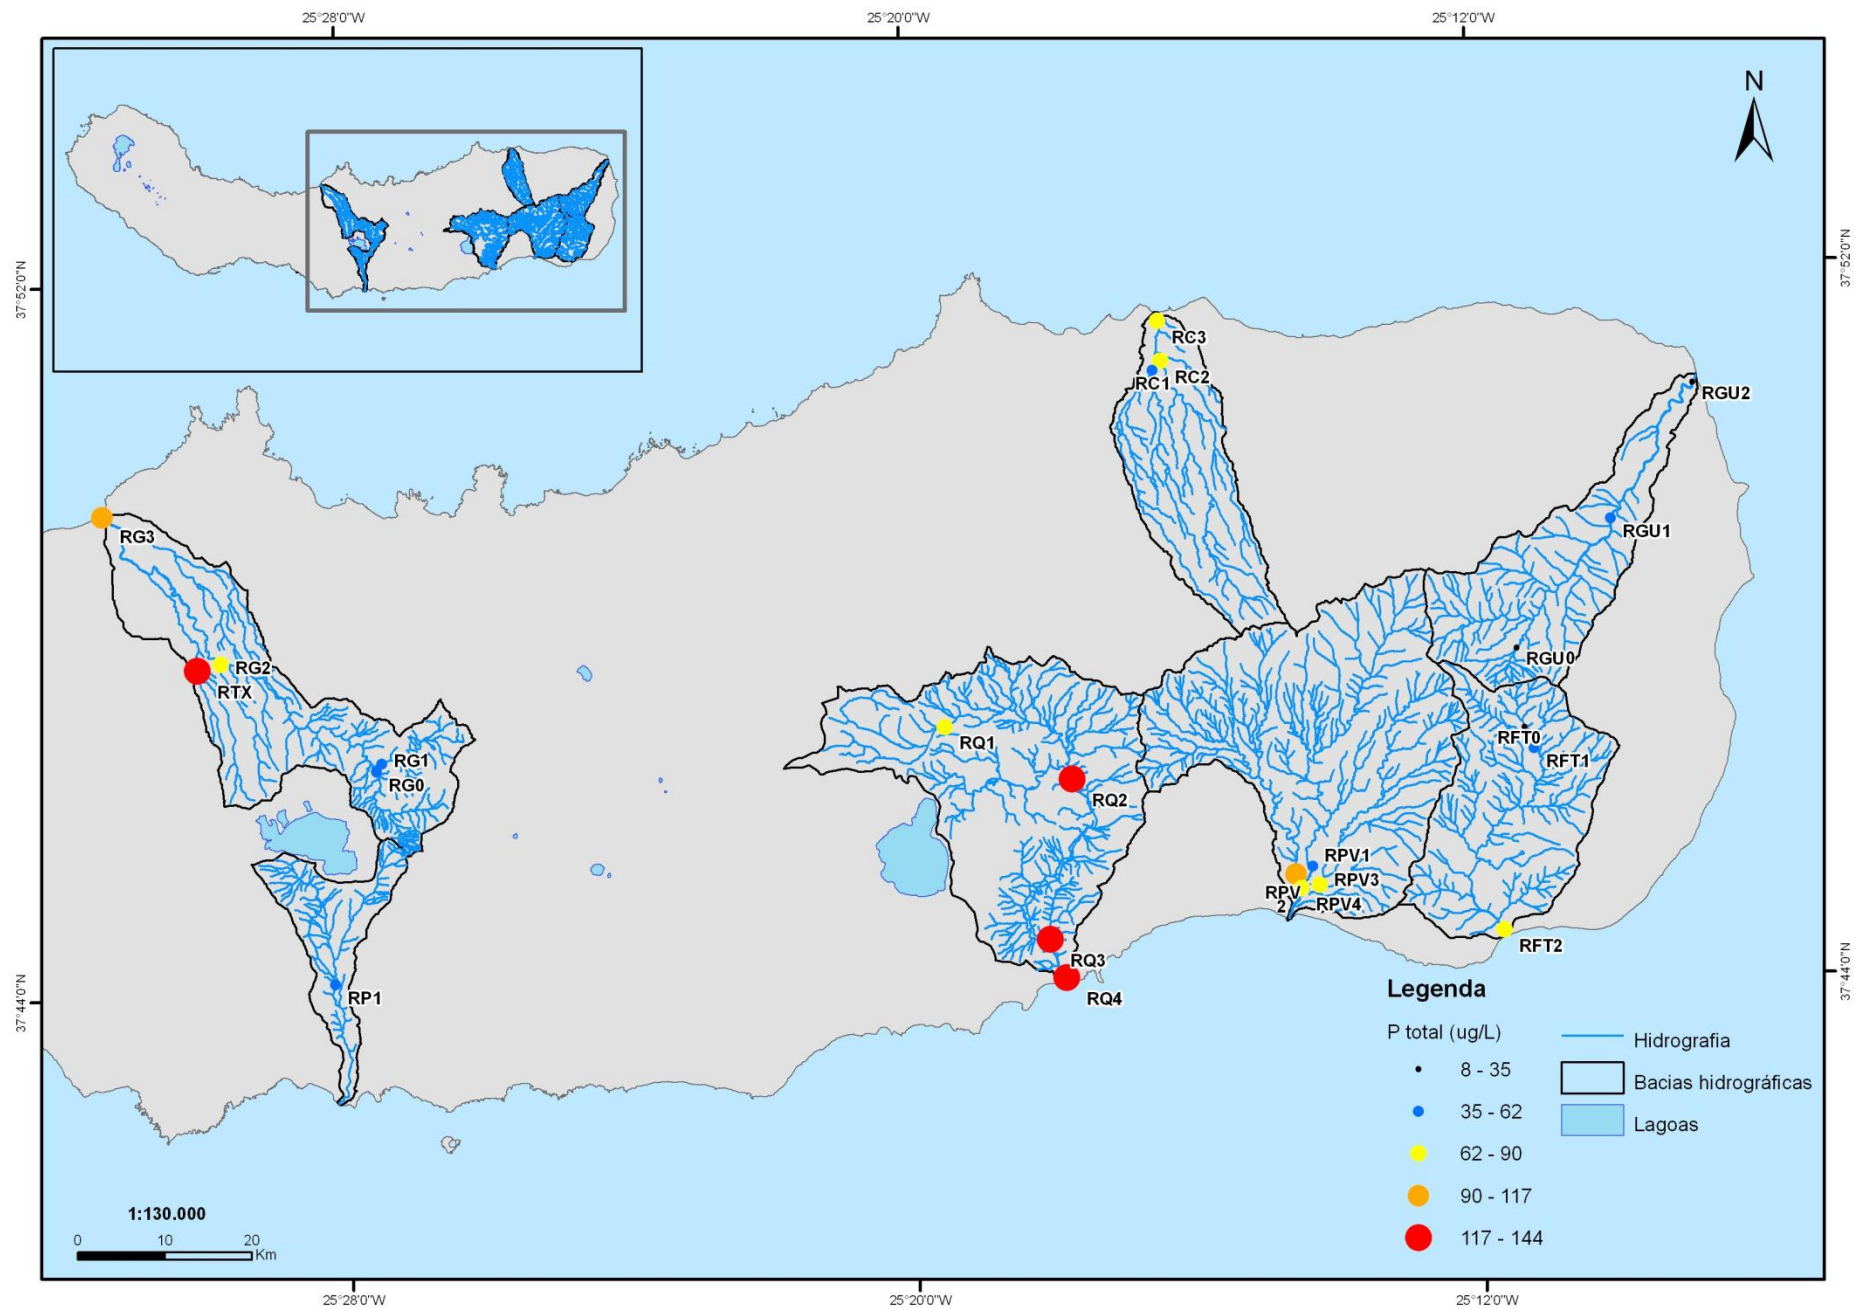 25°28'0"W
25°20'0"W
25°12'0"W
N
37°52'0"N
37°52'0"N
RC3
RC2
RC1
RGU2
RG3
RGU1
RG2
RTX
RGU0
RQ1
RFT0
RFT1
RG1
RG0
RQ2
RPV1
RPV3
RPV
2
RPV4
RFT2
RQ3
RQ4
RP1
37°44'0"N
37°44'0"N
Legenda
P total (ug/L)
8 - 35
35 - 62
62 - 90
90 - 117
117 - 144
Hidrografia
Bacias hidrográficas
Lagoas
1:130.000
0 10 20
Km
25°28'0"W
25°20'0"W
25°12'0"W